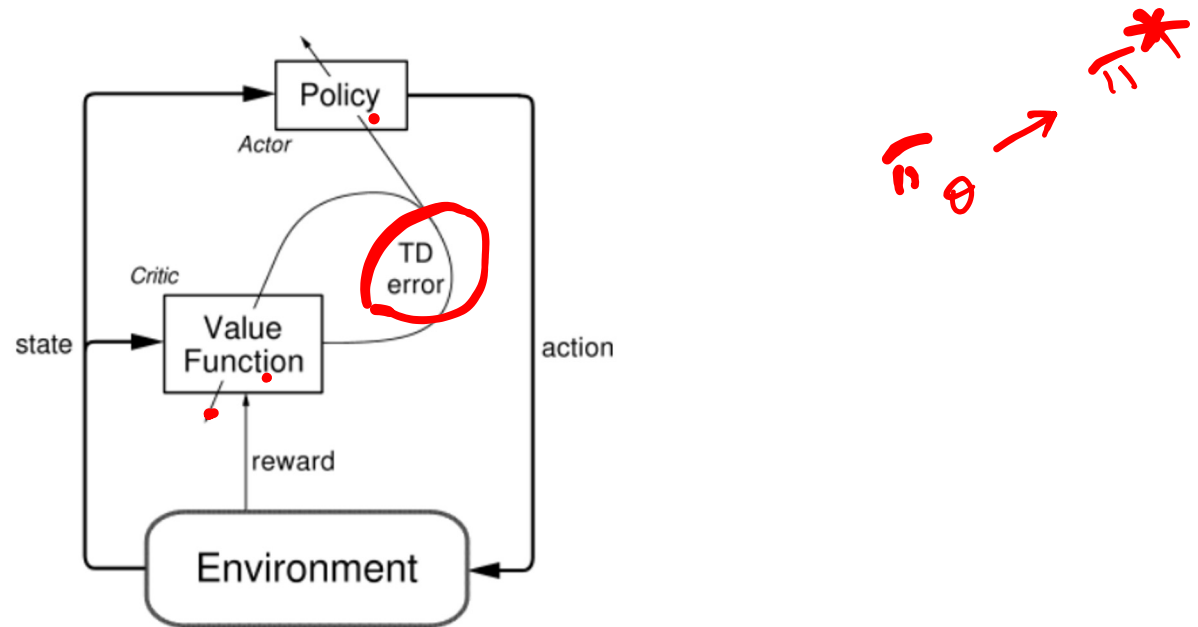 Policy
Actor
TD
error
Critic
Value
Function
state
action
reward
Environment
π θ → π*